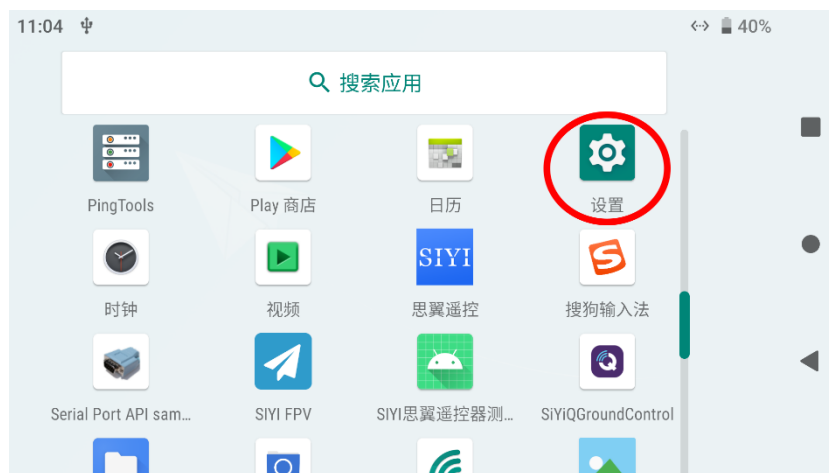 11:04
40%
搜索应用
PingTools
Play 商店
日历
设置
SIYI
时钟
视频
思翼遥控
搜狗输入法
Serial Port API sam...
SIYI FPV
SIYI思翼遥控器测...
SiYiQGroundControl